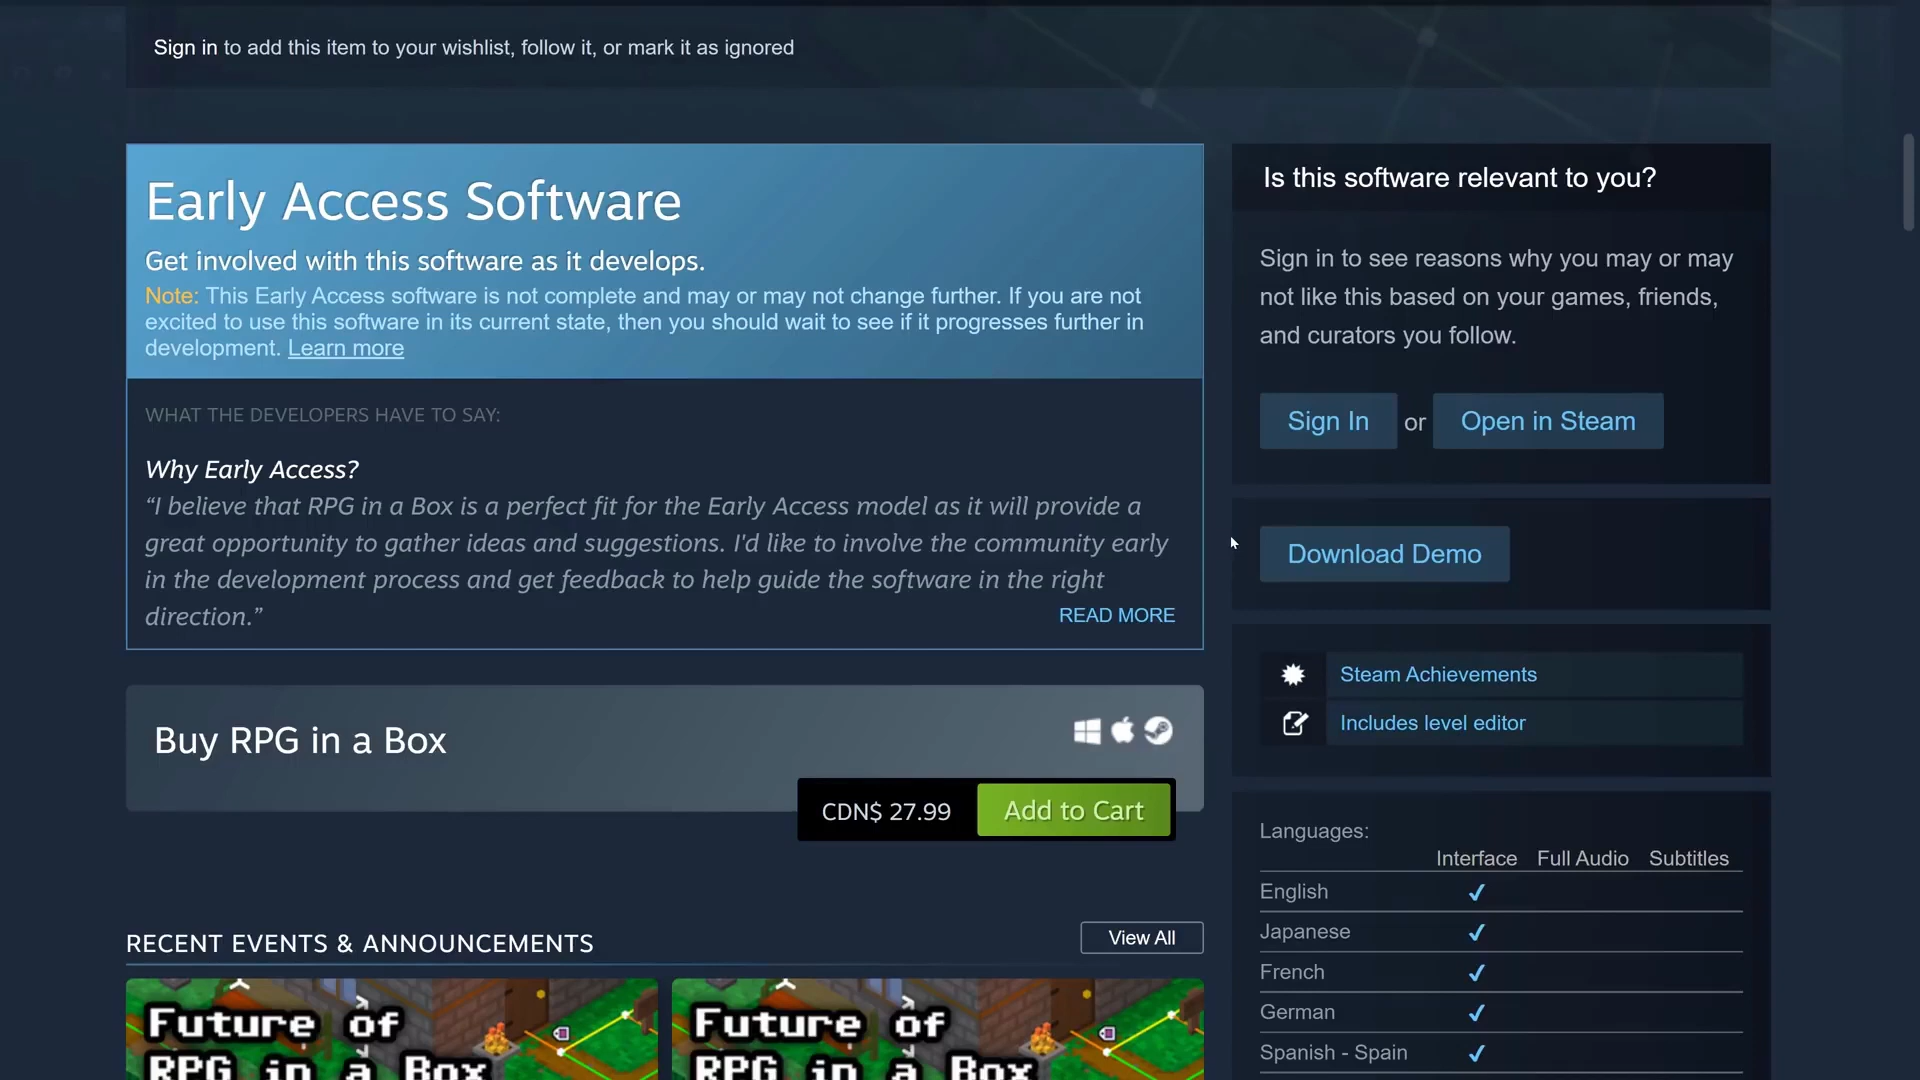 Sign in to add this item to your wishlist, follow it, or mark it as ignored
Early Access Software
Get involved with this software as it develops.
Note: This Early Access software is not complete and may or may not change further. If you are not
excited to use this software in its current state, then you should wait to see if it progresses further in
development. Learn more
WHAT THE DEVELOPERS HAVE TO SAY:
Why Early Access?
“I believe that RPG in a Box is a perfect fit for the Early Access model as it will provide a
great opportunity to gather ideas and suggestions. I'd like to involve the community early
in the development process and get feedback to help guide the software in the right
direction.”
READ MORE
Buy RPG in a Box
CDN$ 27.99
Add to Cart
RECENT EVENTS & ANNOUNCEMENTS
View All
Future of
RPG in a Box
Future of
RPG in a Box
Is this software relevant to you?
Sign in to see reasons why you may or may
not like this based on your games, friends,
and curators you follow.
Sign In or Open in Steam
Download Demo
Steam Achievements
Includes level editor
Languages:
Interface Full Audio Subtitles
English ✓
Japanese ✓
French ✓
German ✓
Spanish - Spain ✓